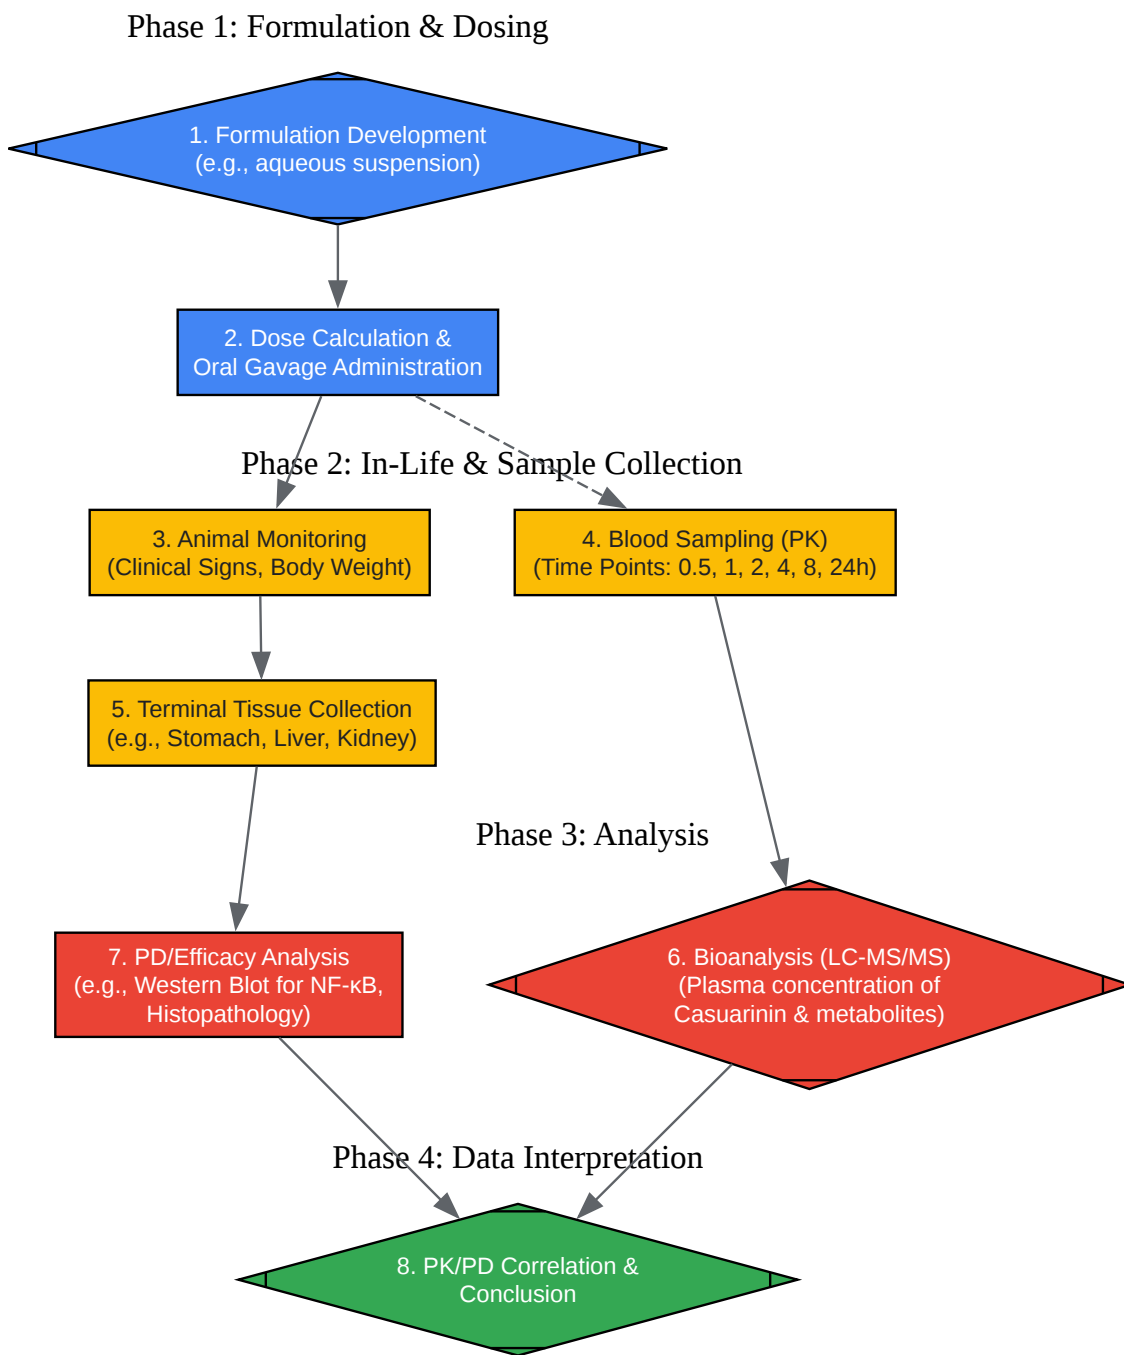 Phase 1: Formulation & Dosing
1. Formulation Development
(e.g., aqueous suspension)
2. Dose Calculation &
Oral Gavage Administration
Phase 2: In-Life & Sample Collection
3. Animal Monitoring
(Clinical Signs, Body Weight)
4. Blood Sampling (PK)
(Time Points: 0.5, 1, 2, 4, 8, 24h)
5. Terminal Tissue Collection
(e.g., Stomach, Liver, Kidney)
Phase 3: Analysis
7. PD/Efficacy Analysis
(e.g., Western Blot for NF-κB,
Histopathology)
6. Bioanalysis (LC-MS/MS)
(Plasma concentration of
Casuarinin & metabolites)
Phase 4: Data Interpretation
8. PK/PD Correlation &
Conclusion